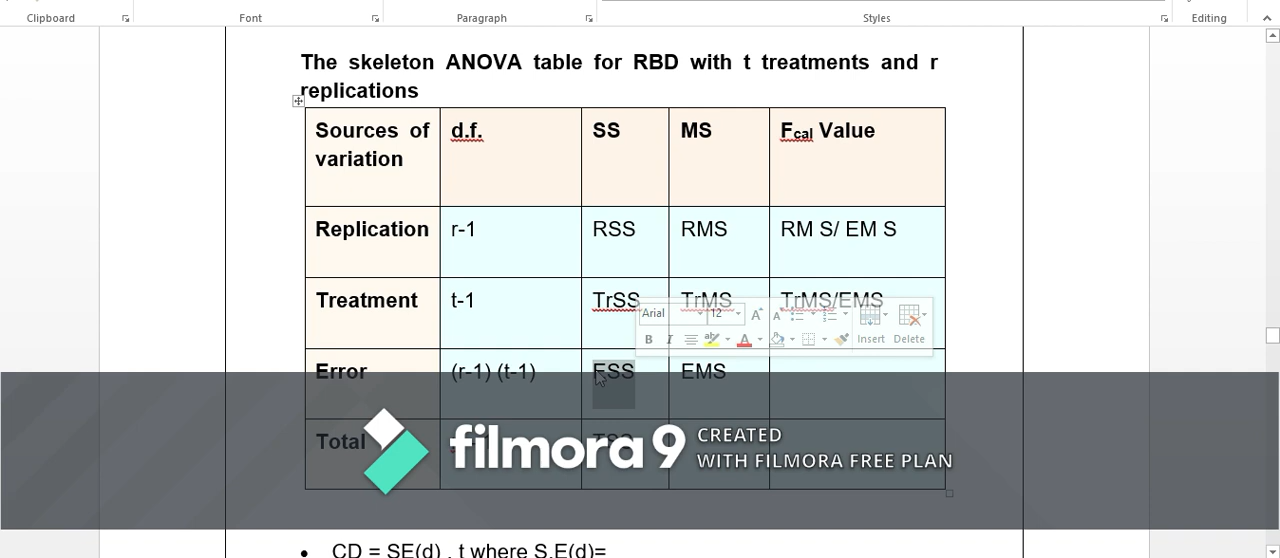 Clipboard
Font
Paragraph
Styles
Editing
The skeleton ANOVA table for RBD with t treatments and r
replications
Sources of
variation
d.f.
SS
MS
Fcal Value
Replication
r-1
RSS
RMS
RM S/ EM S
Treatment
t-1
TrSS
TrMS
TrMS/EMS
Arial
12
B
I
Insert
Delete
Error
(r-1) (t-1)
ESS
EMS
Total
TSS
filmora 9
CREATED
WITH FILMORA FREE PLAN
• CD = SE(d) . t where S.E(d)=